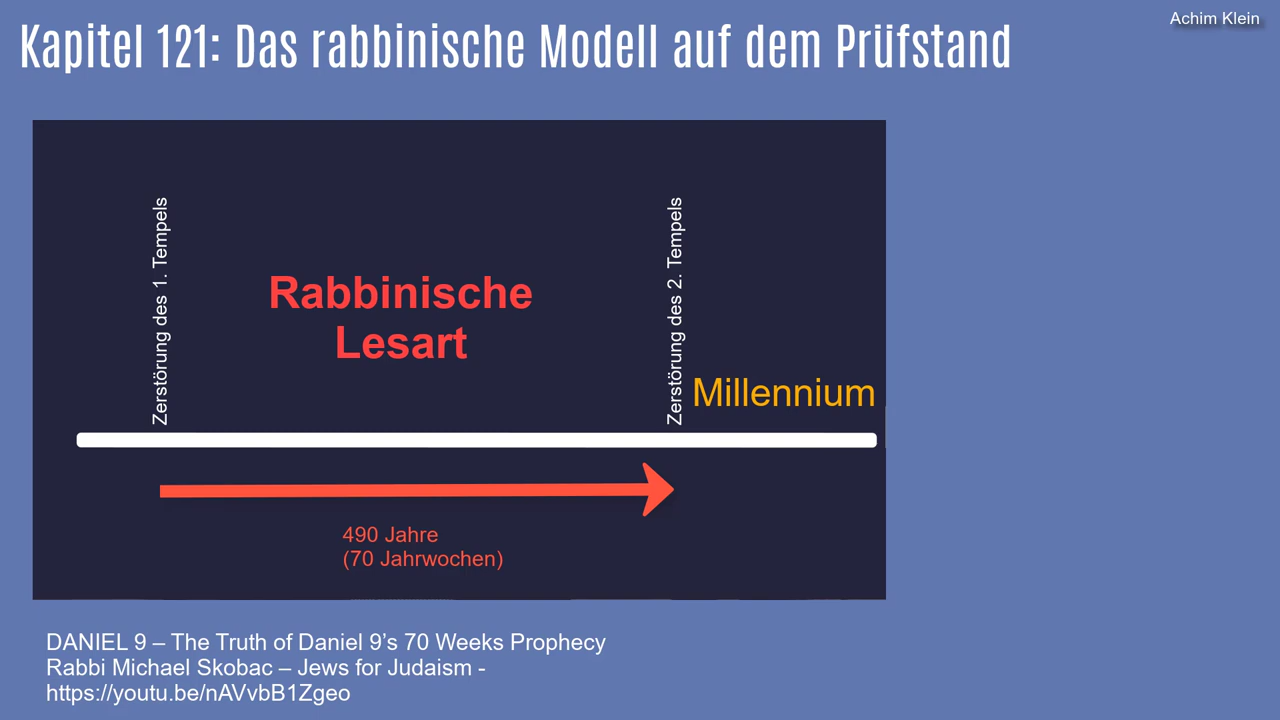 Achim Klein
Kapitel 121: Das rabbinische Modell auf dem Prüfstand
Zerstörung des 1. Tempels
Rabbinische
Lesart
Zerstörung des 2. Tempels
Millennium
490 Jahre
(70 Jahrwochen)
DANIEL 9 – The Truth of Daniel 9’s 70 Weeks Prophecy
Rabbi Michael Skobac – Jews for Judaism -
https://youtu.be/nAVvbB1Zgeo